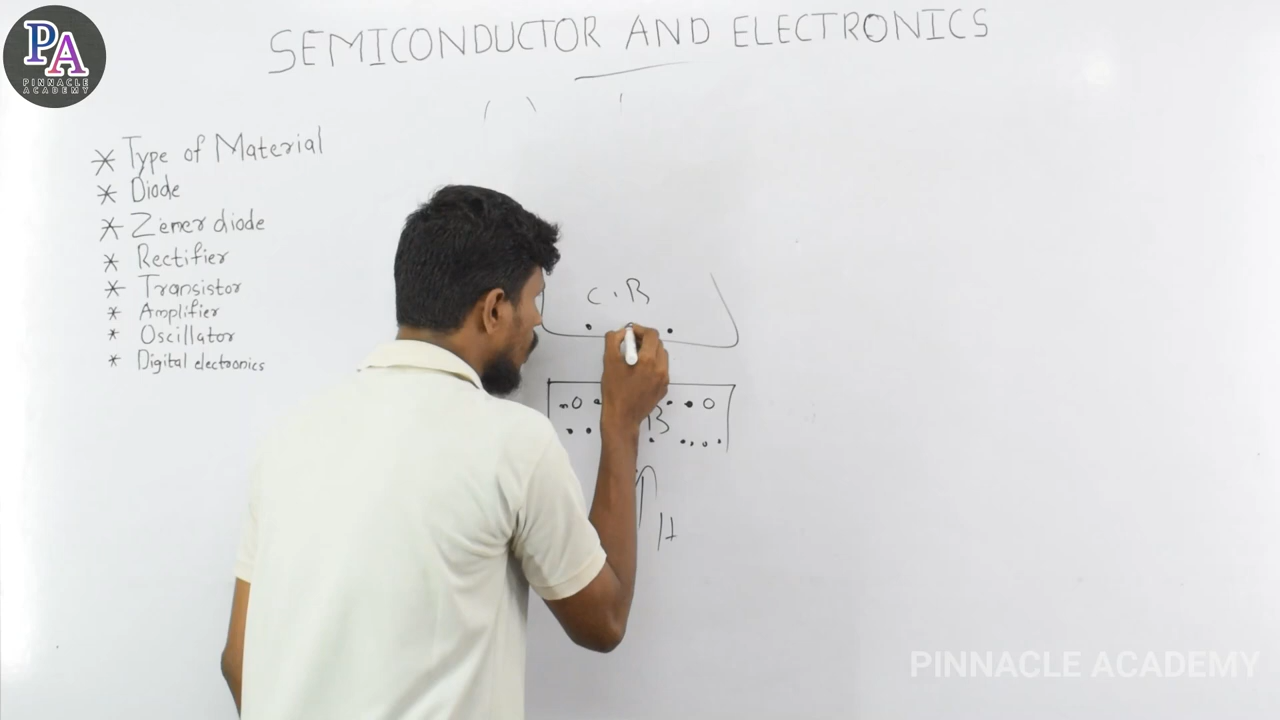 PA
PINNACLE
ACADEMY
SEMICONDUCTOR AND ELECTRONICS
* Type of Material
* Diode
* Zener diode
* Rectifier
* Transistor
* Amplifier
* Oscillator
* Digital electronics
C.B
B
H
PINNACLE ACADEMY